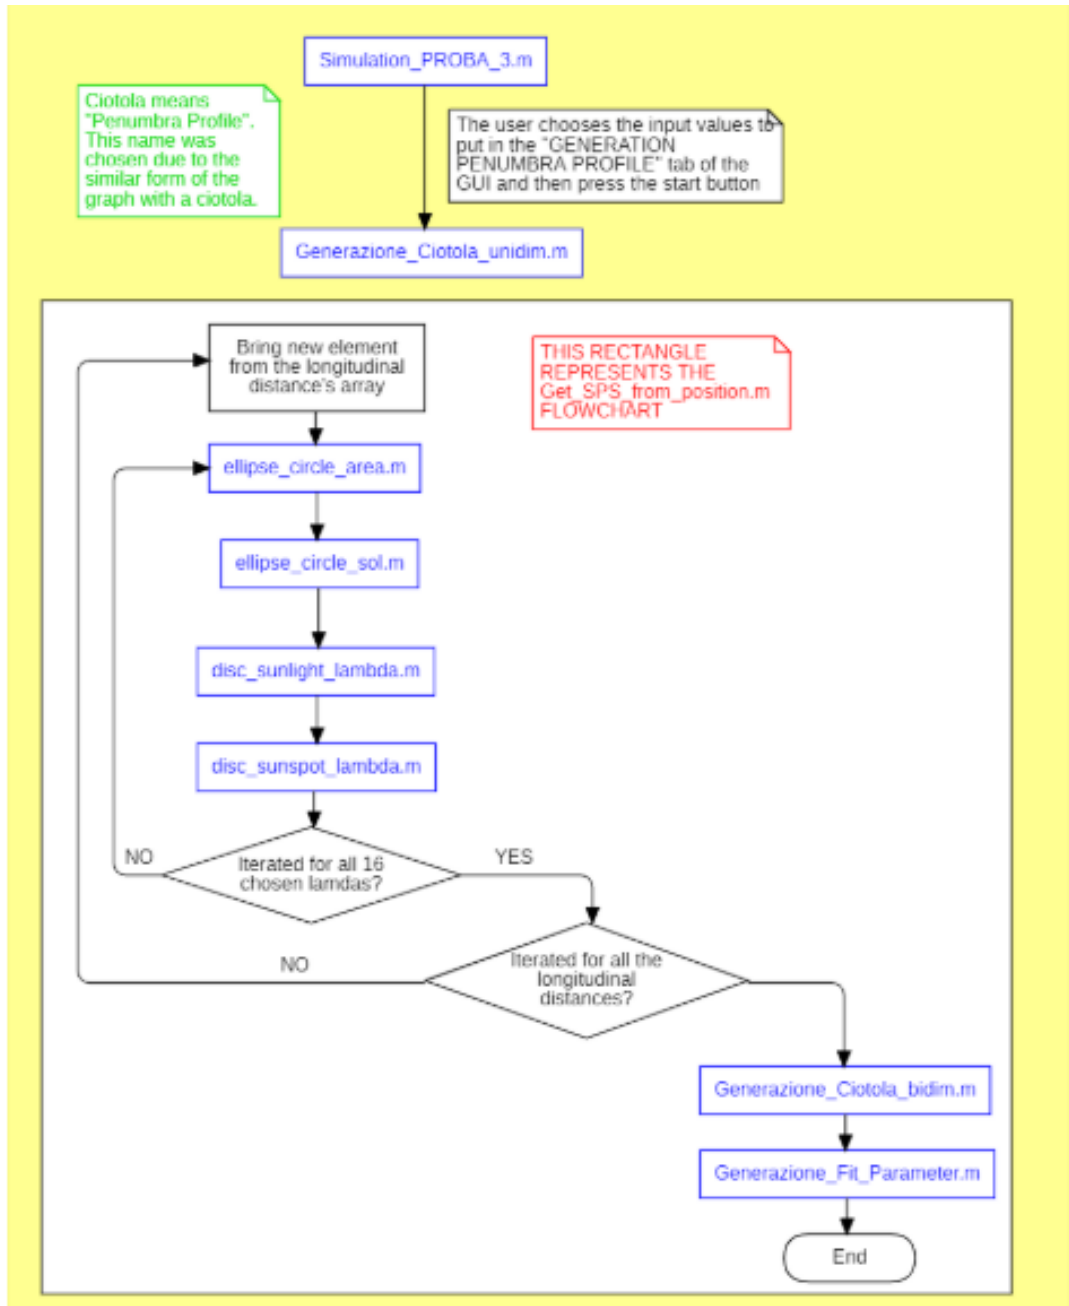 Simulation_PROBA_3.m
Ciotola means
"Penumbra Profile".
This name was
chosen due to the
similar form of the
graph with a ciotola.
The user chooses the input values to
put in the "GENERATION
PENUMBRA PROFILE" tab of the
GUI and then press the start button
Generazione_Ciotola_unidim.m
Bring new element
from the longitudinal
distance's array
THIS RECTANGLE
REPRESENTS THE
Get_SPS_from_position.m
FLOWCHART
ellipse_circle_area.m
ellipse_circle_sol.m
disc_sunlight_lambda.m
disc_sunspot_lambda.m
NO
Iterated for all 16
chosen lamdas?
YES
NO
Iterated for all the
longitudinal
distances?
Generazione_Ciotola_bidim.m
Generazione_Fit_Parameter.m
End